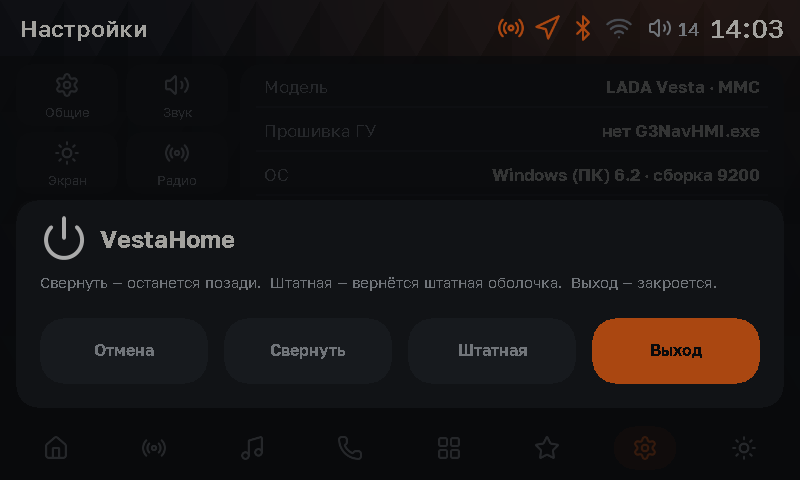 Настройки
14 14:03
Общие
Звук
Экран
Радио
Модель LADA Vesta · MMC
Прошивка ГУ нет G3NavHMI.exe
ОС Windows (ПК) 6.2 · сборка 9200
VestaHome
Свернуть — останется позади. Штатная — вернётся штатная оболочка. Выход — закроется.
Отмена
Свернуть
Штатная
Выход